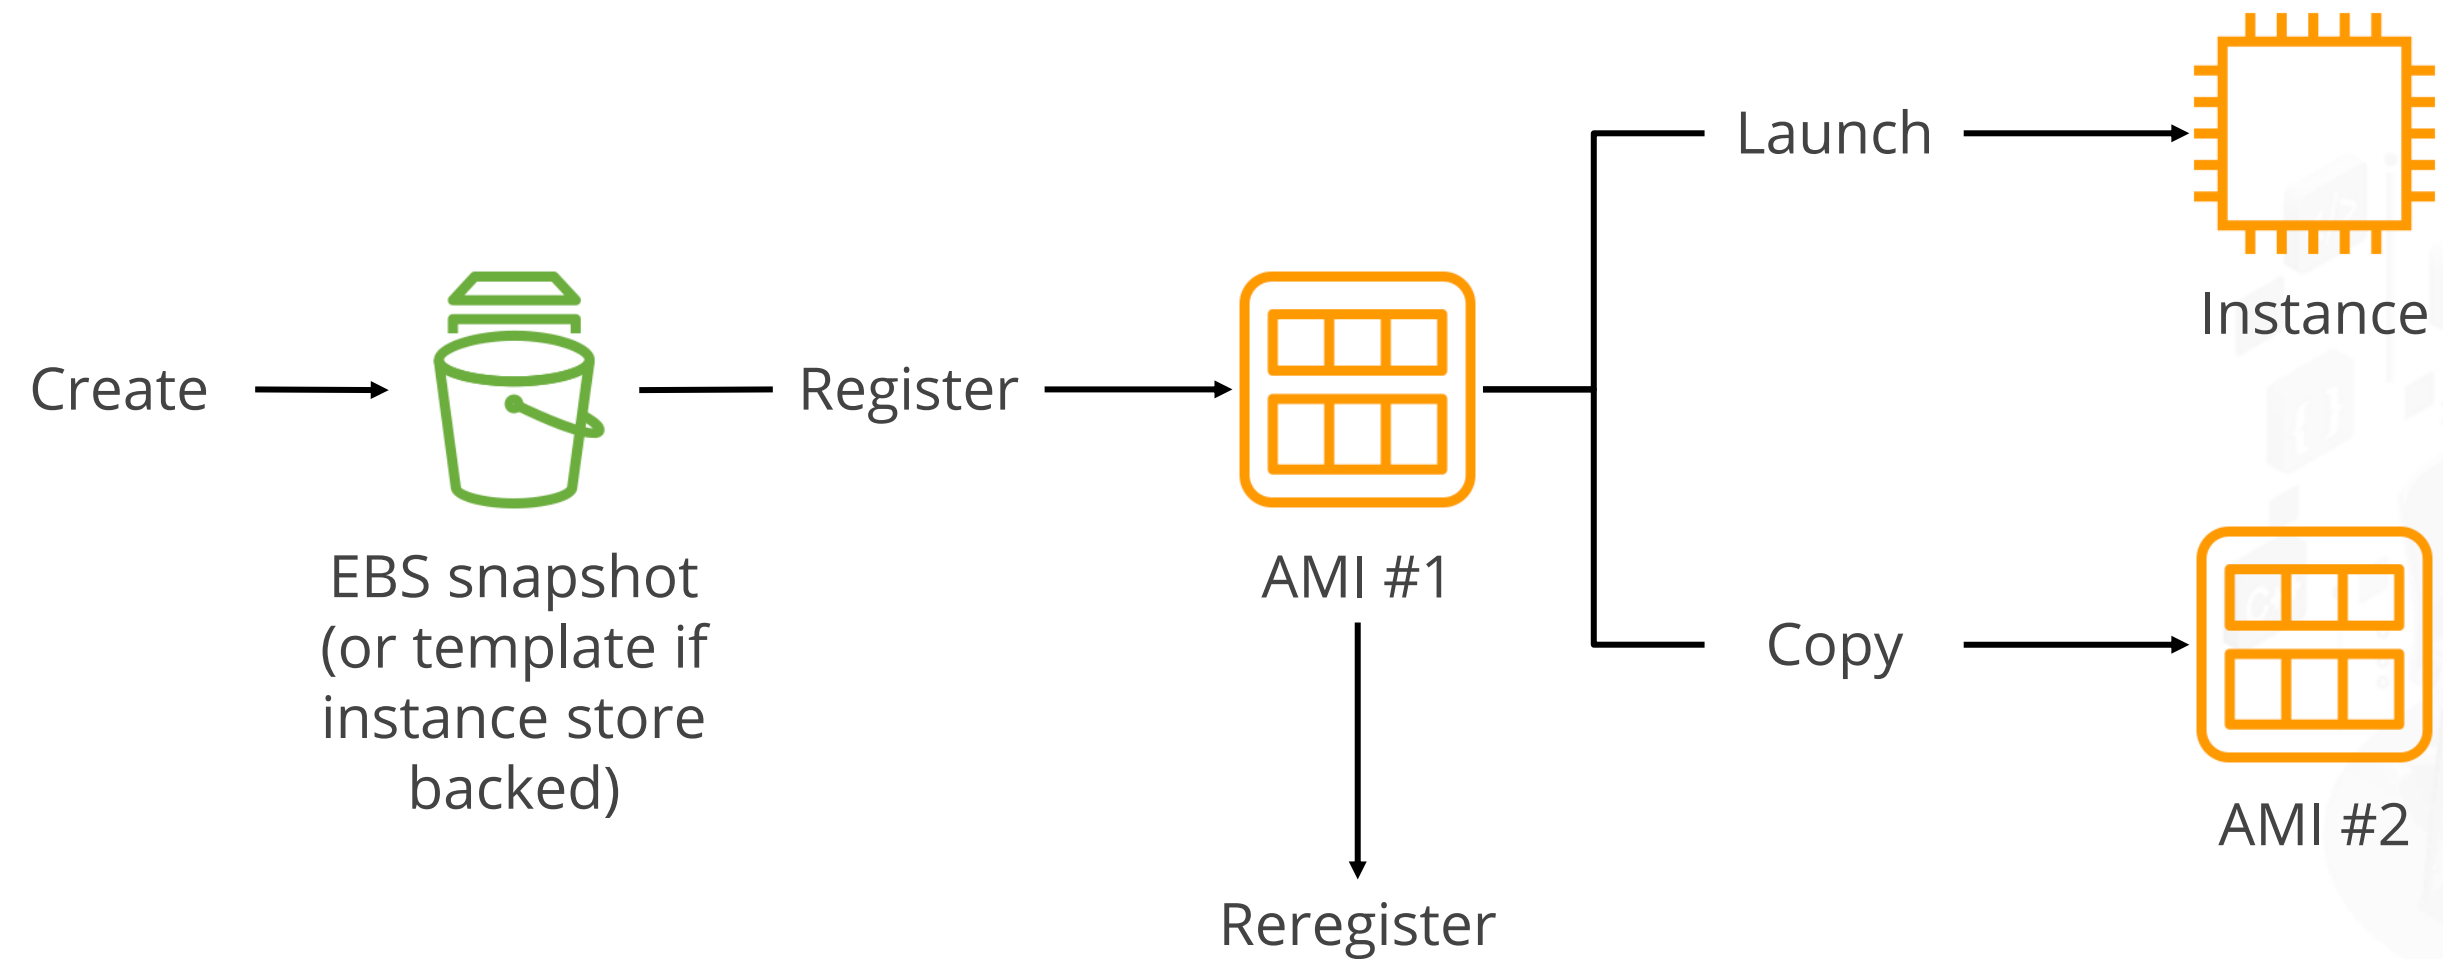 Launch
Instance
Create
Register
EBS snapshot
(or template if
instance store
backed)
AMI #1
Copy
AMI #2
Reregister